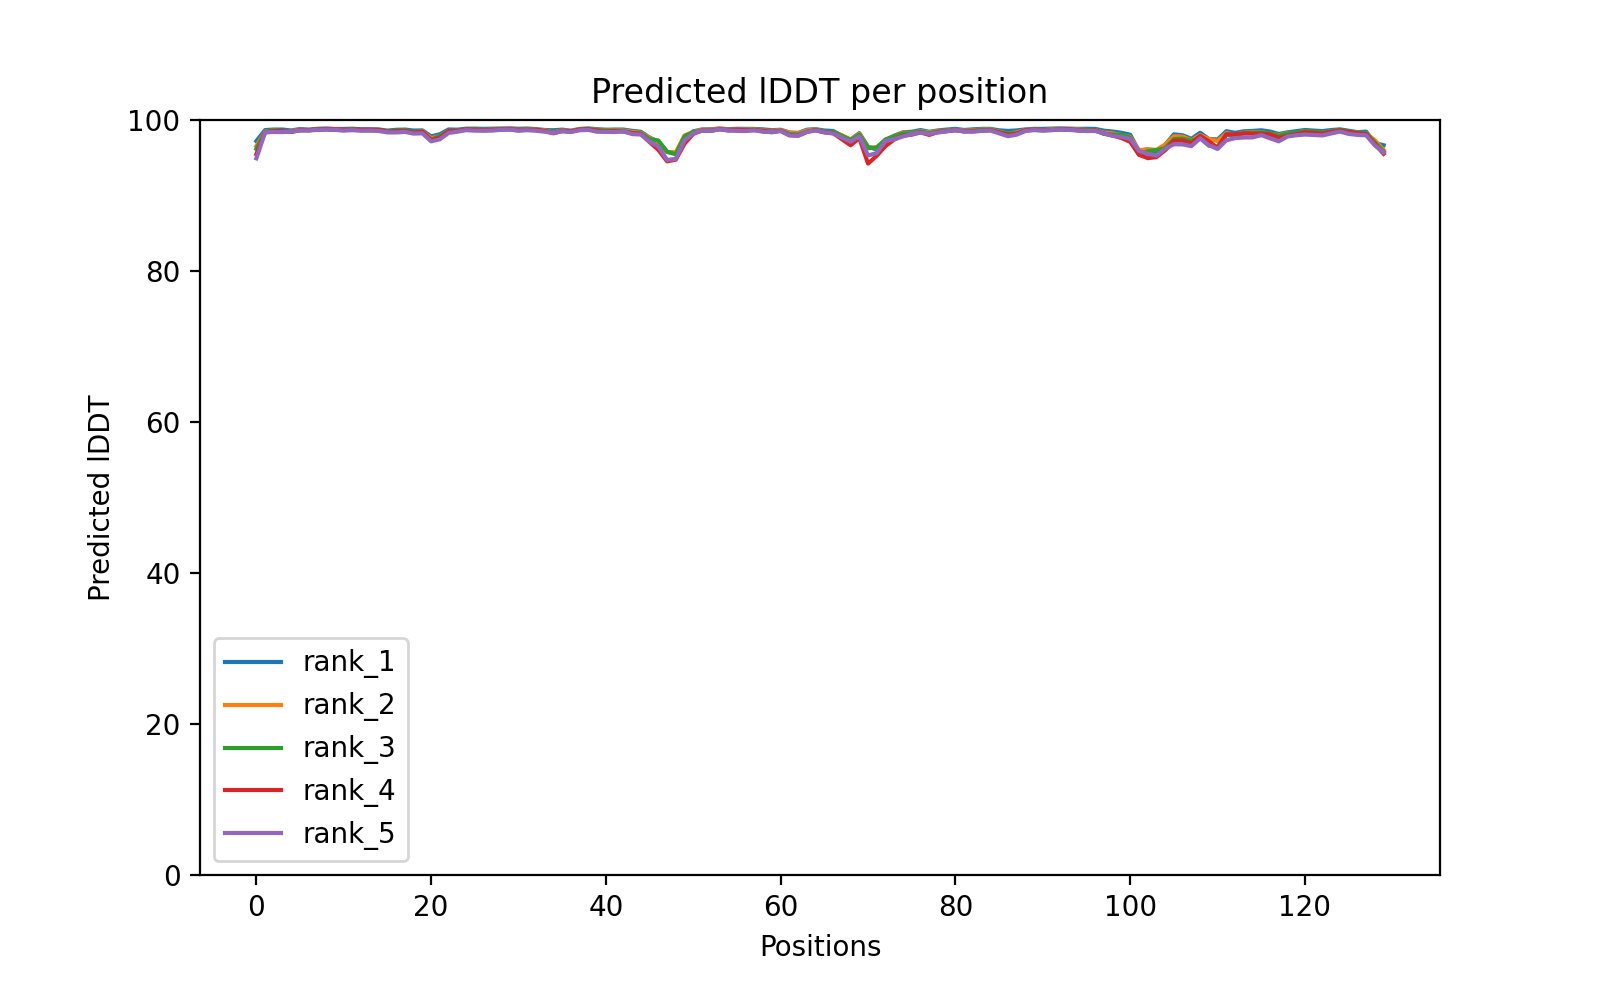 Predicted lDDT per position
100
80
60
40
20
0
Predicted lDDT
rank_1
rank_2
rank_3
rank_4
rank_5
0 20 40 60 80 100 120
Positions